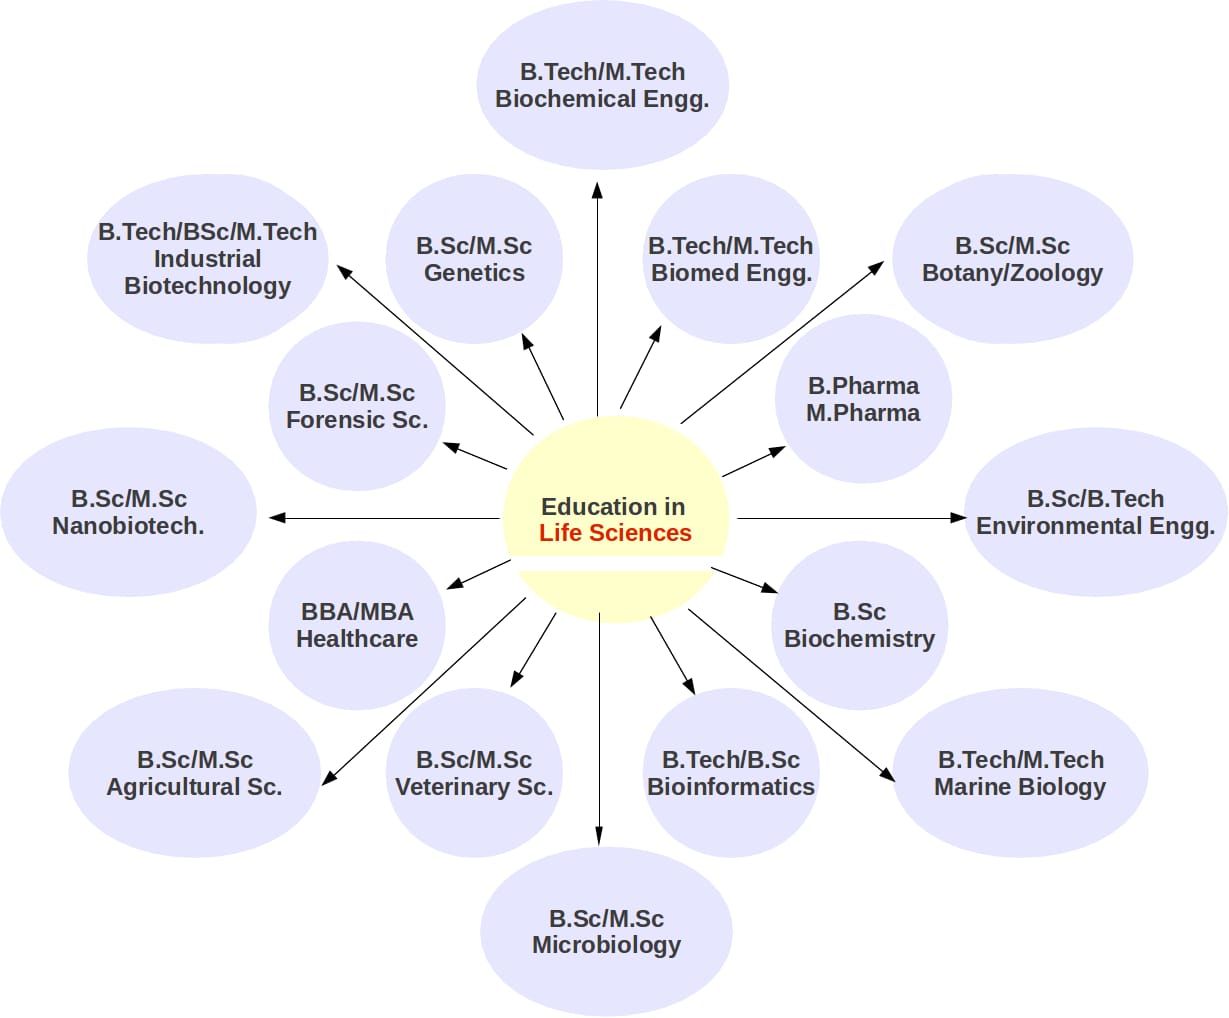 B.Tech/M.Tech
Biochemical Engg.
B.Tech/BSc/M.Tech
Industrial
Biotechnology
B.Sc/M.Sc
Genetics
B.Tech/M.Tech
Biomed Engg.
B.Sc/M.Sc
Botany/Zoology
B.Sc/M.Sc
Forensic Sc.
B.Pharma
M.Pharma
B.Sc/M.Sc
Nanobiotech.
Education in
Life Sciences
B.Sc/B.Tech
Environmental Engg.
BBA/MBA
Healthcare
B.Sc
Biochemistry
B.Sc/M.Sc
Agricultural Sc.
B.Sc/M.Sc
Veterinary Sc.
B.Tech/B.Sc
Bioinformatics
B.Tech/M.Tech
Marine Biology
B.Sc/M.Sc
Microbiology